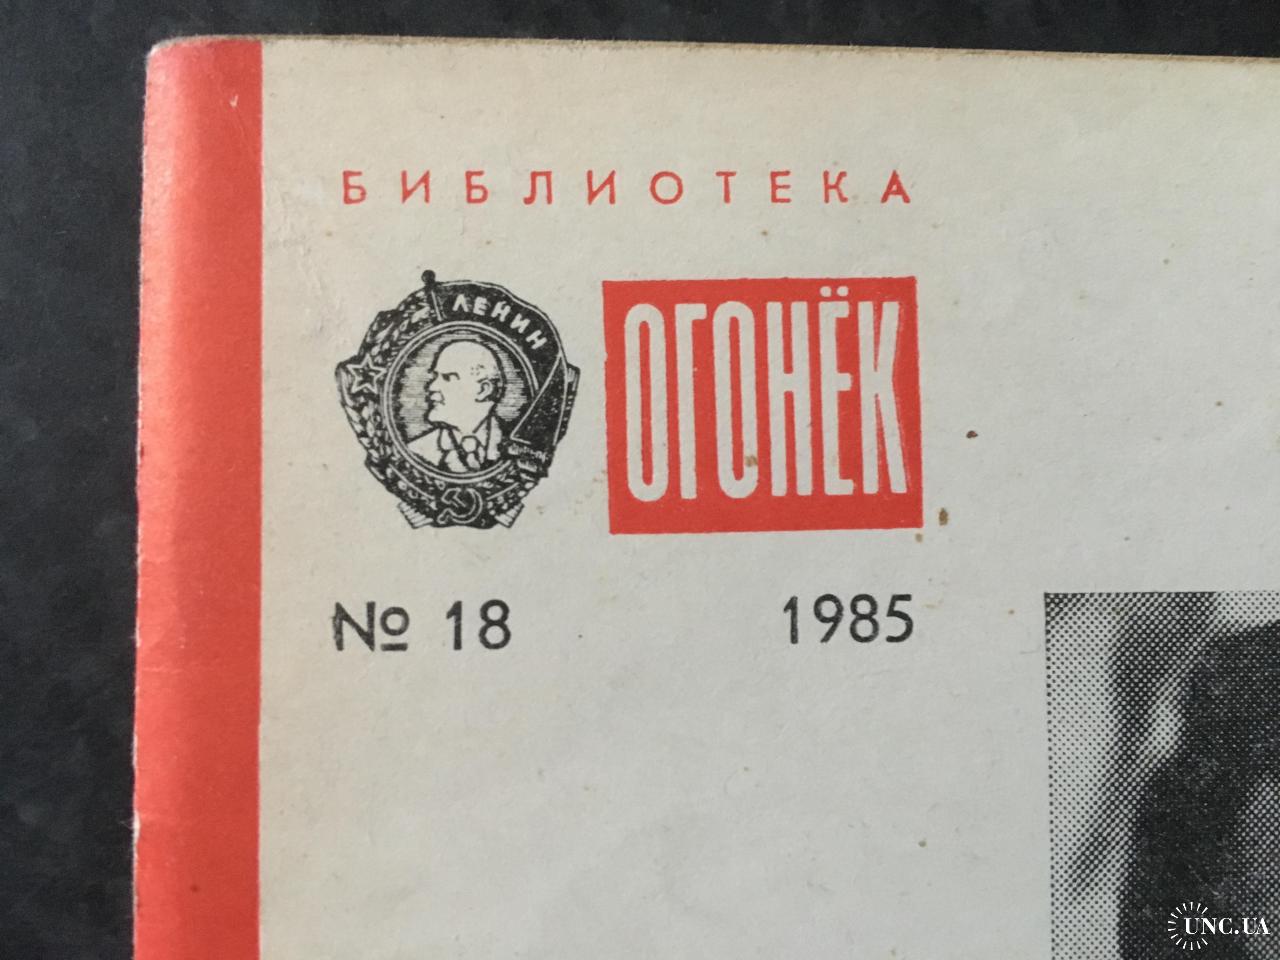 БИБЛИОТЕКА
ЛЕНИН
ОГОНЁК
№ 18 1985
UNC.UA